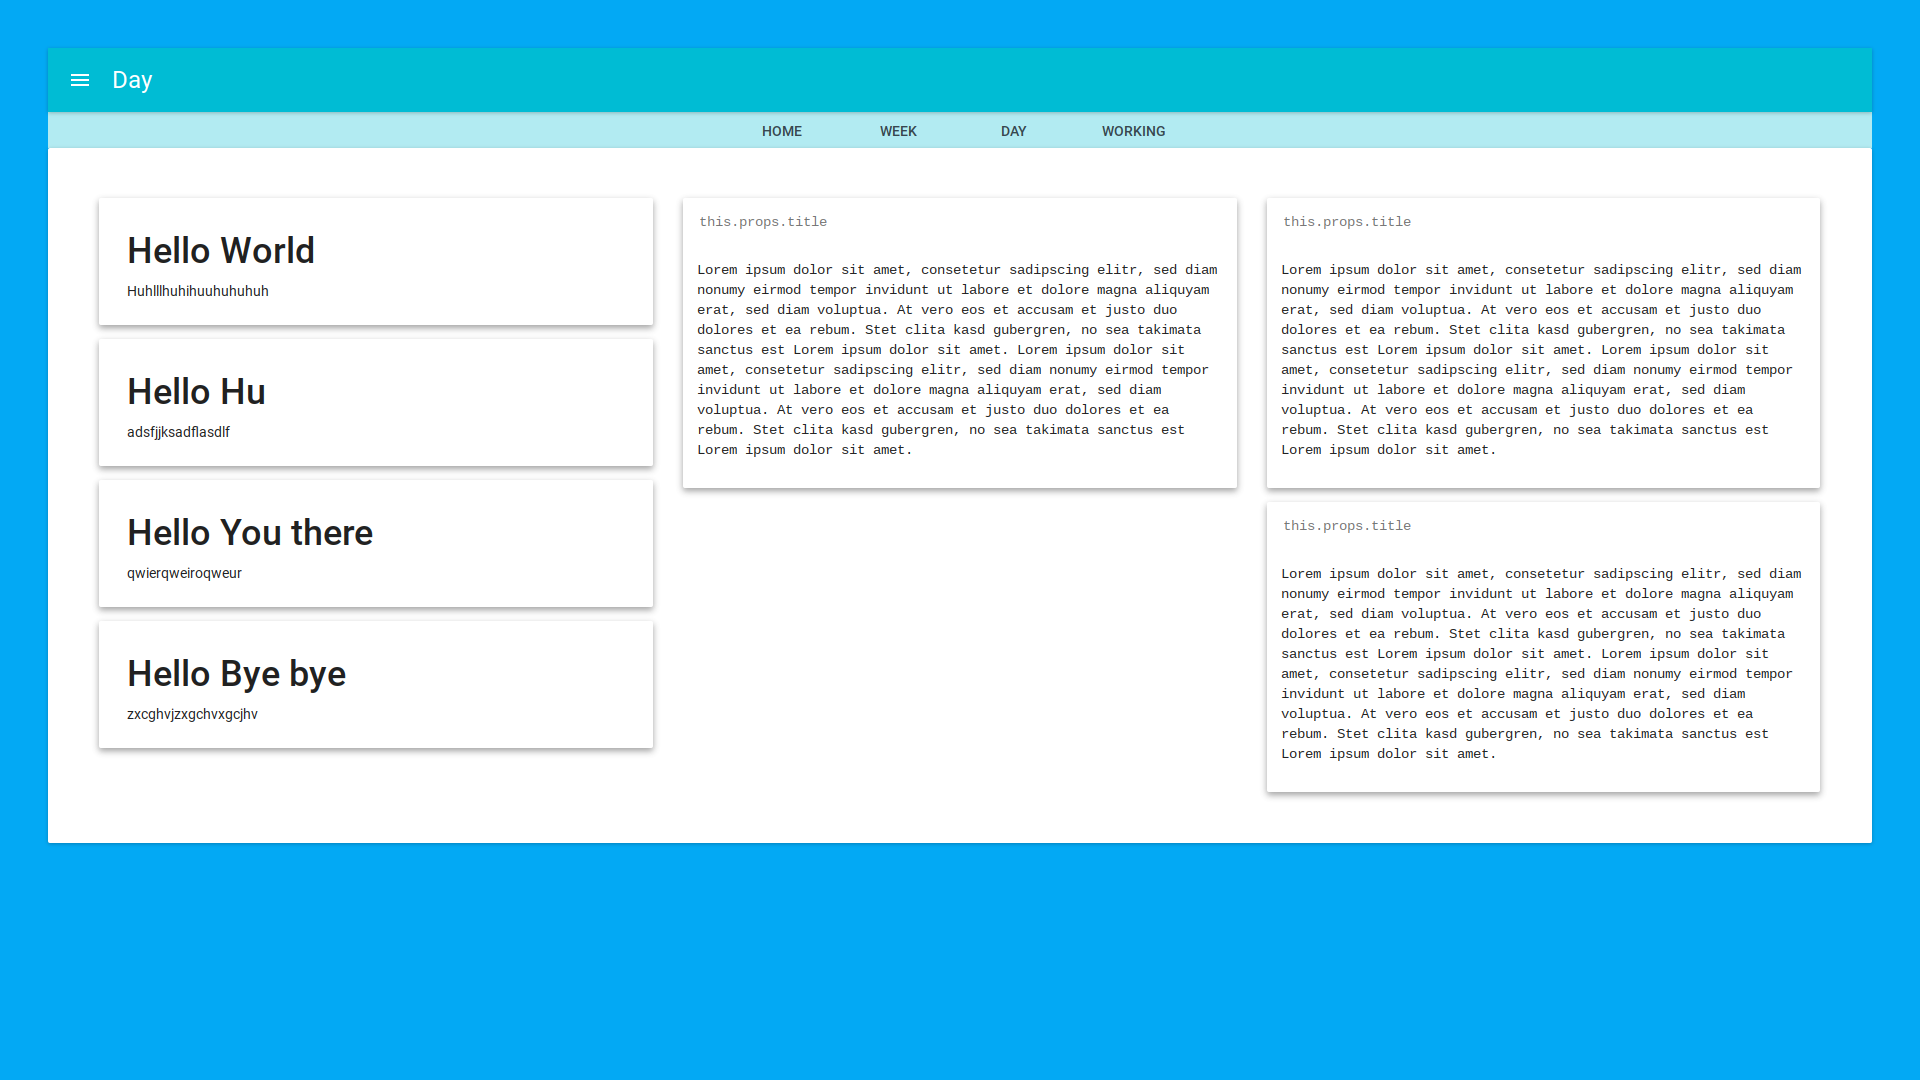 Day
HOME WEEK DAY WORKING
Hello World
Huhlllhuhihuuhuhuhuh
Hello Hu
adsfjjksadflasdlf
Hello You there
qwierqweiroqweur
Hello Bye bye
zxcghvjzxgchvxgcjhv
this.props.title
Lorem ipsum dolor sit amet, consetetur sadipscing elitr, sed diam
nonumy eirmod tempor invidunt ut labore et dolore magna aliquyam
erat, sed diam voluptua. At vero eos et accusam et justo duo
dolores et ea rebum. Stet clita kasd gubergren, no sea takimata
sanctus est Lorem ipsum dolor sit amet. Lorem ipsum dolor sit
amet, consetetur sadipscing elitr, sed diam nonumy eirmod tempor
invidunt ut labore et dolore magna aliquyam erat, sed diam
voluptua. At vero eos et accusam et justo duo dolores et ea
rebum. Stet clita kasd gubergren, no sea takimata sanctus est
Lorem ipsum dolor sit amet.
this.props.title
Lorem ipsum dolor sit amet, consetetur sadipscing elitr, sed diam
nonumy eirmod tempor invidunt ut labore et dolore magna aliquyam
erat, sed diam voluptua. At vero eos et accusam et justo duo
dolores et ea rebum. Stet clita kasd gubergren, no sea takimata
sanctus est Lorem ipsum dolor sit amet. Lorem ipsum dolor sit
amet, consetetur sadipscing elitr, sed diam nonumy eirmod tempor
invidunt ut labore et dolore magna aliquyam erat, sed diam
voluptua. At vero eos et accusam et justo duo dolores et ea
rebum. Stet clita kasd gubergren, no sea takimata sanctus est
Lorem ipsum dolor sit amet.
this.props.title
Lorem ipsum dolor sit amet, consetetur sadipscing elitr, sed diam
nonumy eirmod tempor invidunt ut labore et dolore magna aliquyam
erat, sed diam voluptua. At vero eos et accusam et justo duo
dolores et ea rebum. Stet clita kasd gubergren, no sea takimata
sanctus est Lorem ipsum dolor sit amet. Lorem ipsum dolor sit
amet, consetetur sadipscing elitr, sed diam nonumy eirmod tempor
invidunt ut labore et dolore magna aliquyam erat, sed diam
voluptua. At vero eos et accusam et justo duo dolores et ea
rebum. Stet clita kasd gubergren, no sea takimata sanctus est
Lorem ipsum dolor sit amet.